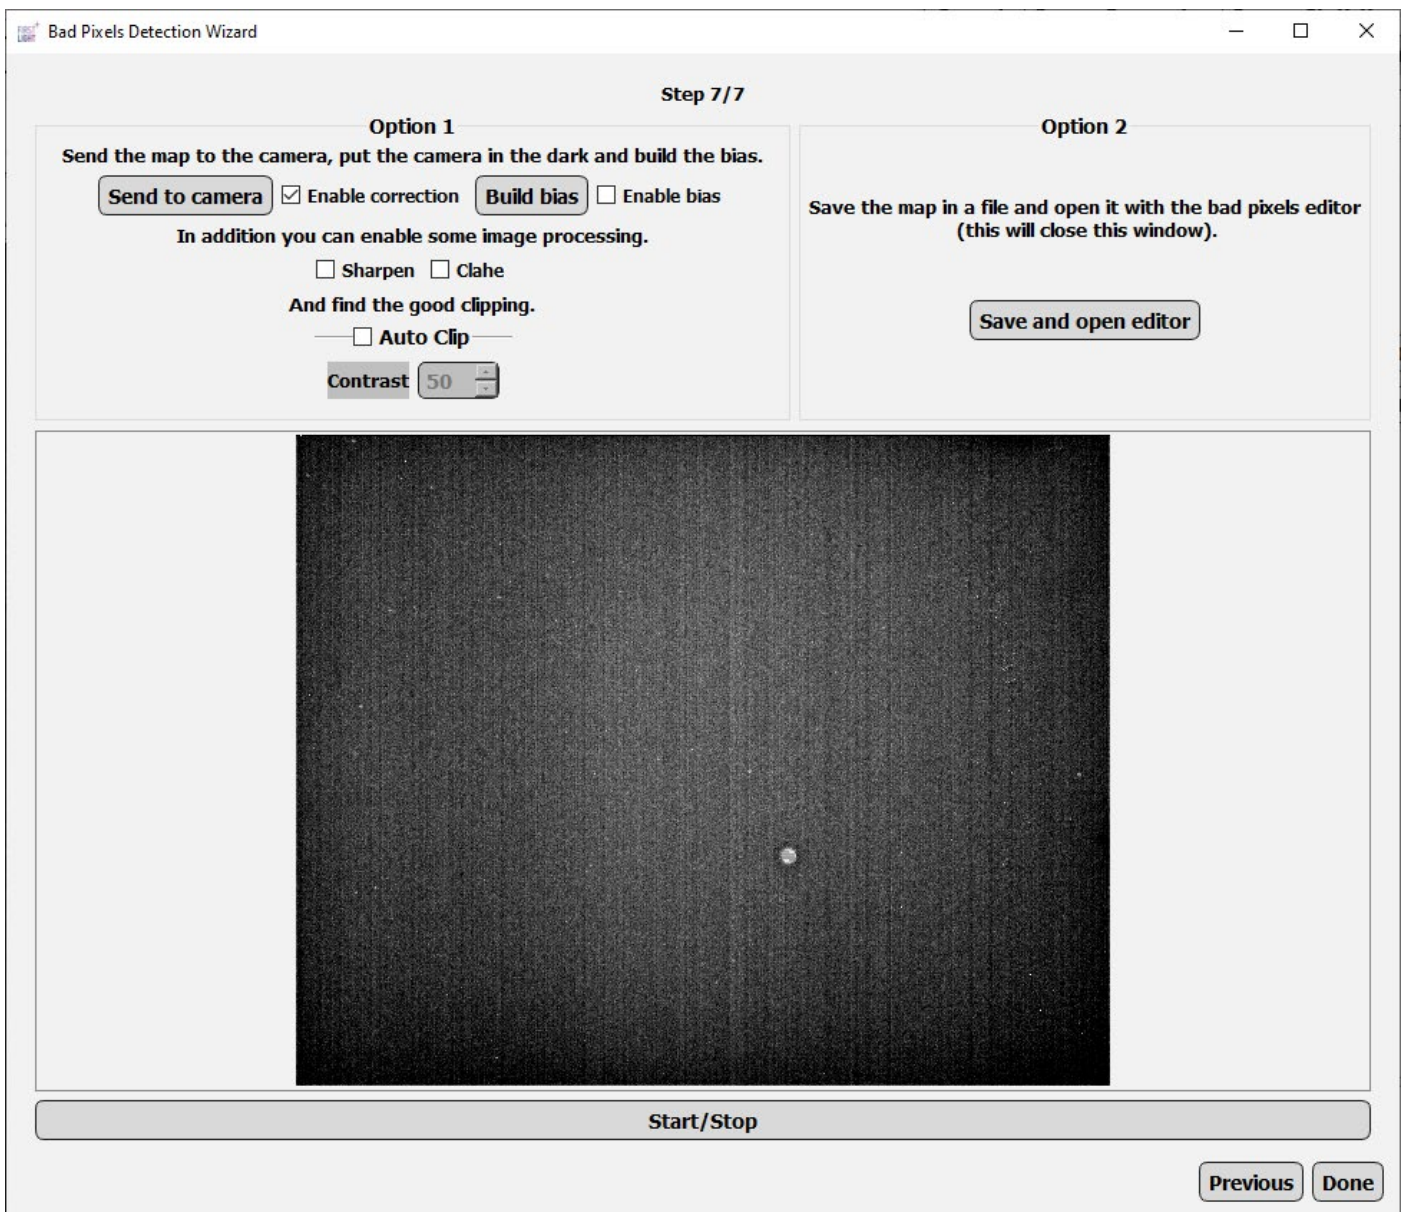 FIRST LIGHT
Bad Pixels Detection Wizard
Step 7/7
Option 1
Send the map to the camera, put the camera in the dark and build the bias.
Send to camera Enable correction Build bias Enable bias
In addition you can enable some image processing.
Sharpen Clahe
And find the good clipping.
Auto Clip
Contrast 50
Option 2
Save the map in a file and open it with the bad pixels editor
(this will close this window).
Save and open editor
Start/Stop
Previous Done